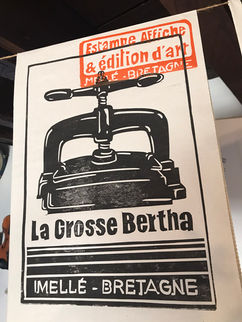 Estampe Affiche
& édition d'art
IMELLÉ - BRETAGNE
La Grosse Bertha
IMELLÉ - BRETAGNE